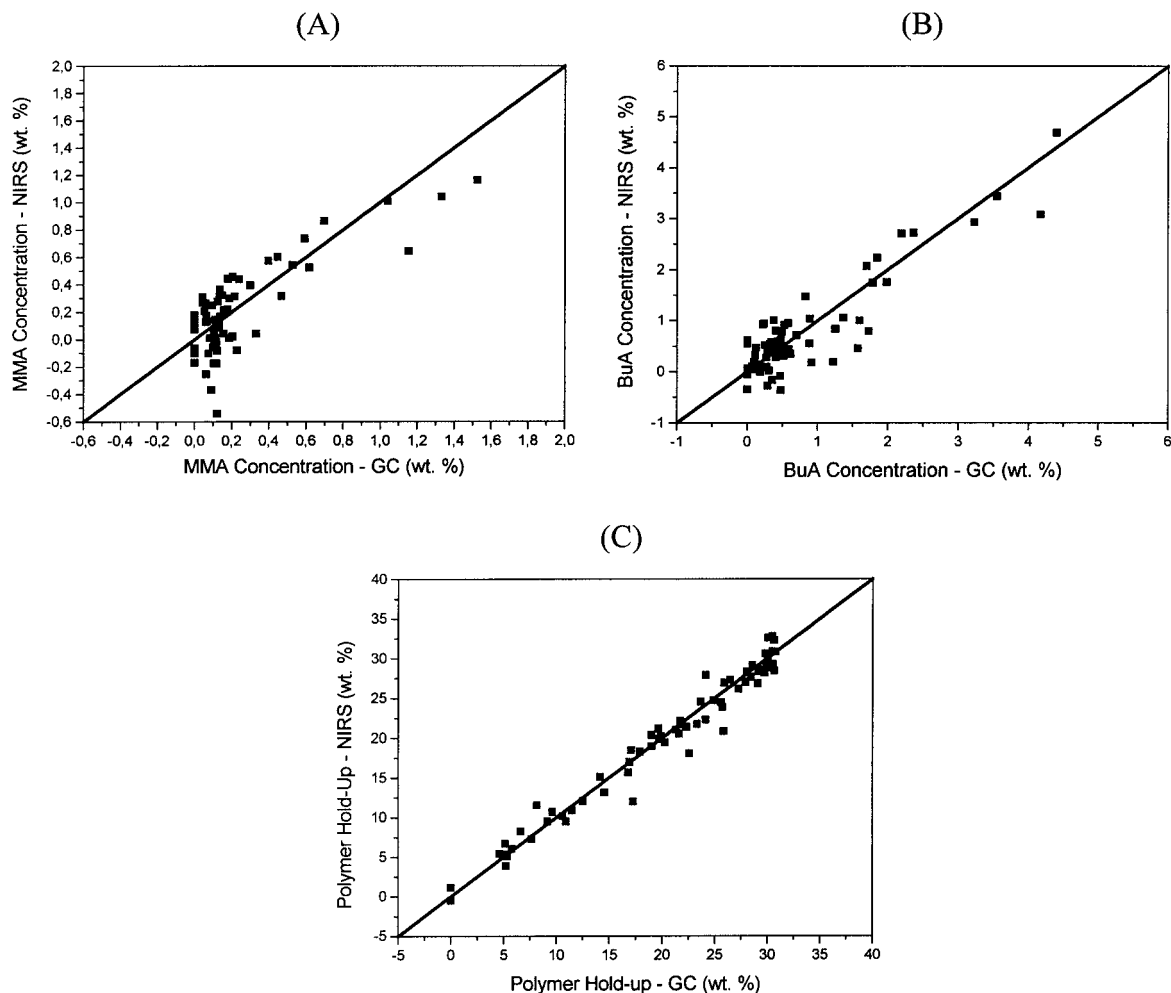 (A)
MMA Concentration - NIRS (wt. %)
2,0
1,8
1,6
1,4
1,2
1,0
0,8
0,6
0,4
0,2
0,0
-0,2
-0,4
-0,6
-0,6 -0,4 -0,2 0,0 0,2 0,4 0,6 0,8 1,0 1,2 1,4 1,6 1,8 2,0
MMA Concentration - GC (wt. %)
(B)
BuA Concentration - NIRS (wt. %)
6
5
4
3
2
1
0
-1
-1 0 1 2 3 4 5 6
BuA Concentration - GC (wt. %)
(C)
Polymer Hold-Up - NIRS (wt. %)
40
35
30
25
20
15
10
5
0
-5
-5 0 5 10 15 20 25 30 35 40
Polymer Hold-up - GC (wt. %)